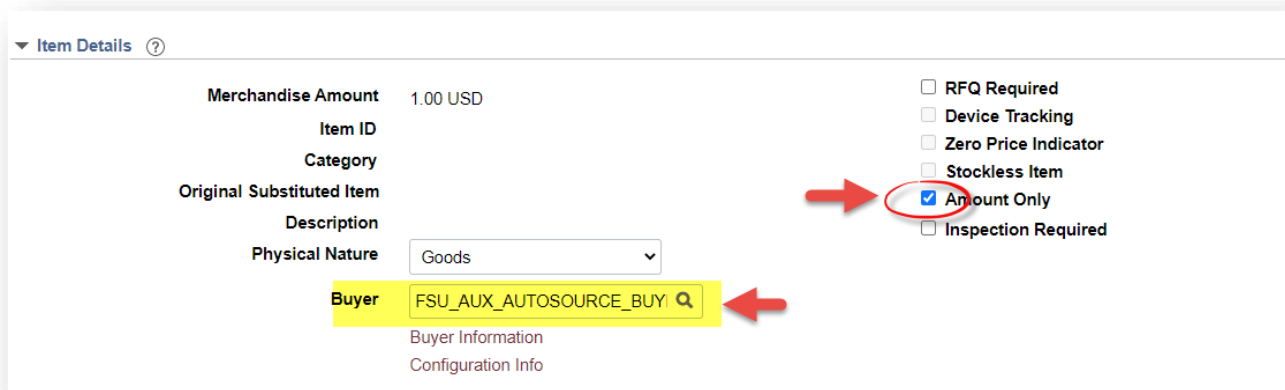 Item Details ?
Merchandise Amount 1.00 USD
Item ID
Category
Original Substituted Item
Description
Physical Nature Goods
Buyer FSU_AUX_AUTOSOURCE_BUY
Buyer Information
Configuration Info
RFQ Required
Device Tracking
Zero Price Indicator
Stockless Item
Amount Only
Inspection Required